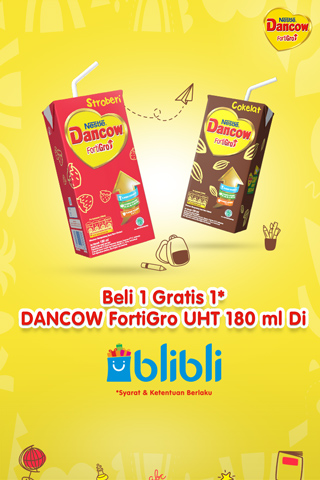 Nestlé
Dancow
FortiGro
Stroberi
Nestlé
Dancow
FortiGro
Cokelat
Nestlé
Dancow
FortiGro
Beli 1 Gratis 1*
DANCOW FortiGro UHT 180 ml Di
blibli
*Syarat & Ketentuan Berlaku
abc